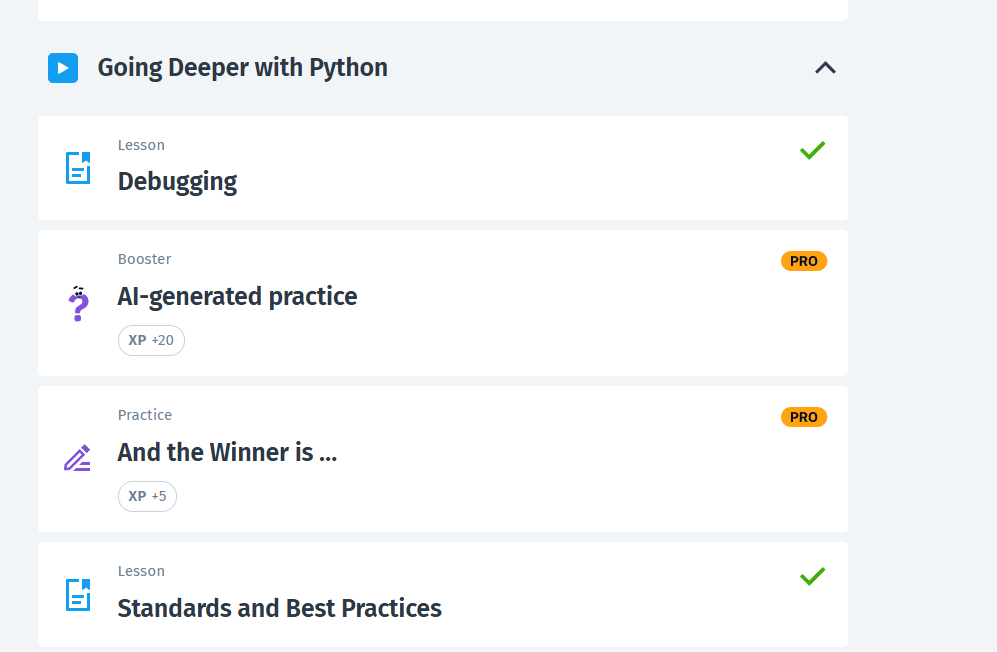 Going Deeper with Python
Lesson
Debugging
Booster
PRO
AI-generated practice
XP +20
Practice
PRO
And the Winner is ...
XP +5
Lesson
Standards and Best Practices